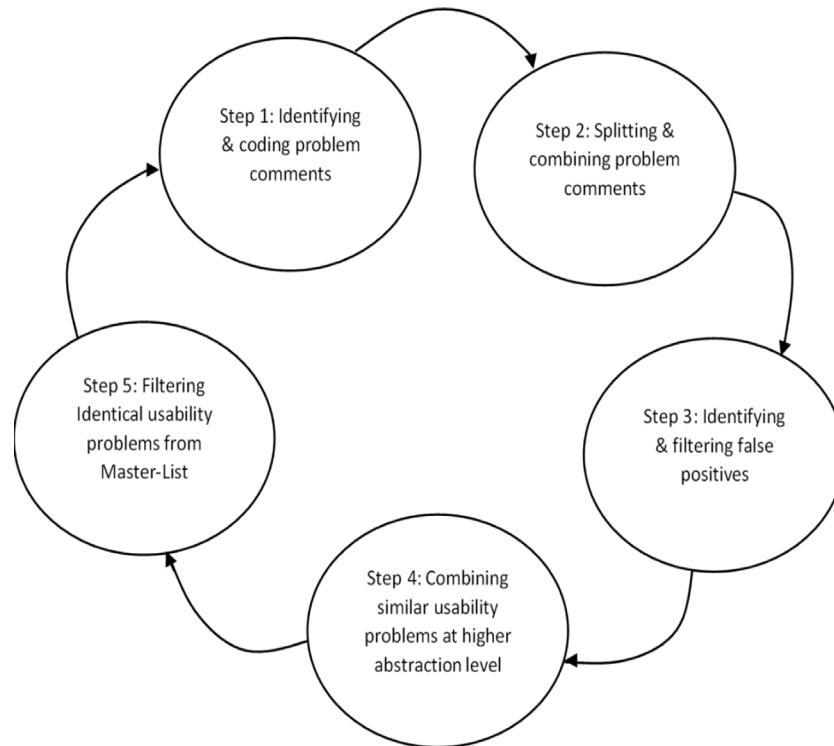 Step 1: Identifying
& coding problem
comments
Step 2: Splitting &
combining problem
comments
Step 3: Identifying
& filtering false
positives
Step 4: Combining
similar usability
problems at higher
abstraction level
Step 5: Filtering
Identical usability
problems from
Master-List